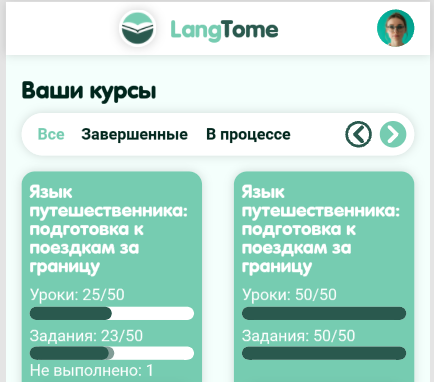 LangTome
Ваши курсы
Все Завершенные В процессе
Язык
путешественника:
подготовка к
поездкам за
границу
Уроки: 25/50
Задания: 23/50
Не выполнено: 1
Язык
путешественника:
подготовка к
поездкам за
границу
Уроки: 50/50
Задания: 50/50